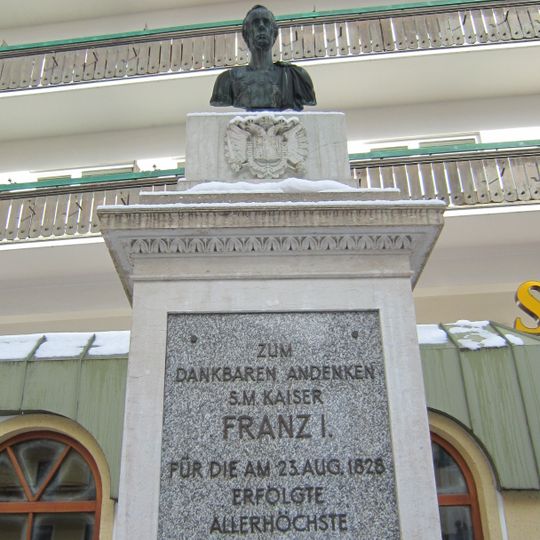 ZUM
DANKBAREN ANDENKEN
S.M. KAISER
FRANZ I.
FÜR DIE AM 23. AUG. 1828
ERFOLGTE
ALLERHÖCHSTE
S